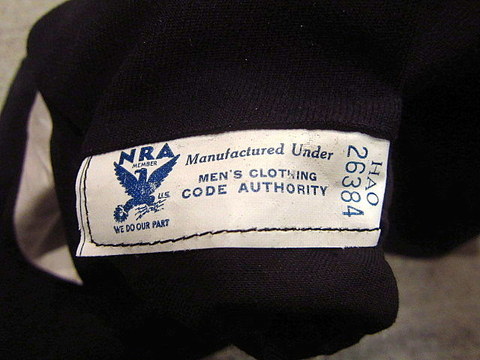 NRA
MEMBER
U.S.
WE DO OUR PART
Manufactured Under
MEN'S CLOTHING
CODE AUTHORITY
HAO
26384